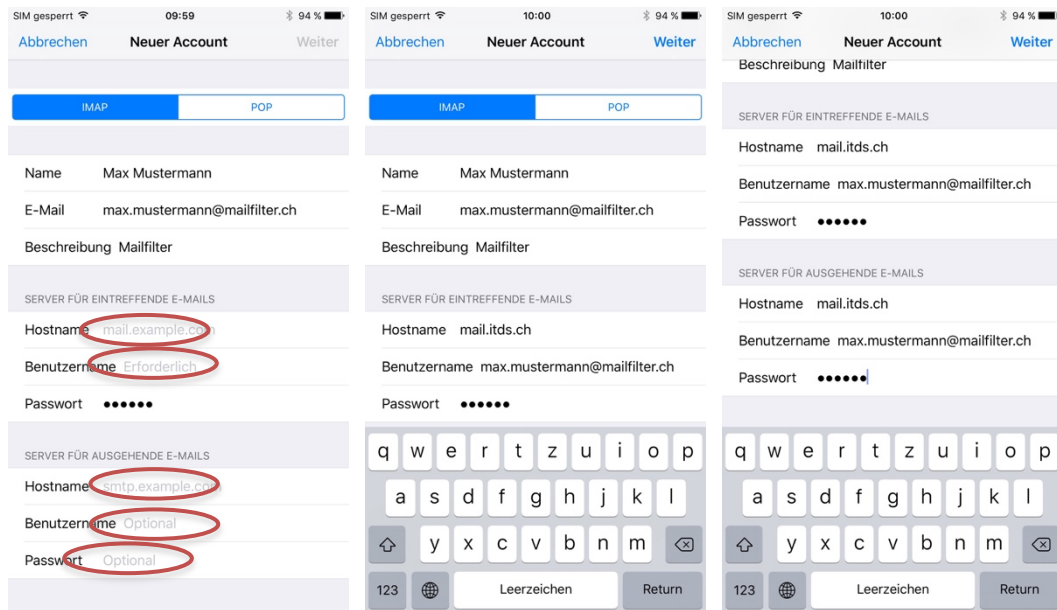 SIM gesperrt 09:59 94 %
Abbrechen Neuer Account Weiter
IMAP POP
Name Max Mustermann
E-Mail max.mustermann@mailfilter.ch
Beschreibung Mailfilter
SERVER FÜR EINTREFFENDE E-MAILS
Hostname mail.example.com
Benutzername Erforderlich
Passwort ●●●●●●
SERVER FÜR AUSGEHENDE E-MAILS
Hostname smtp.example.com
Benutzername Optional
Passwort Optional
SIM gesperrt 10:00 94 %
Abbrechen Neuer Account Weiter
IMAP POP
Name Max Mustermann
E-Mail max.mustermann@mailfilter.ch
Beschreibung Mailfilter
SERVER FÜR EINTREFFENDE E-MAILS
Hostname mail.itds.ch
Benutzername max.mustermann@mailfilter.ch
Passwort ●●●●●●
q w e r t z u i o p
a s d f g h j k l
y x c v b n m
123 Leerzeichen Return
SIM gesperrt 10:00 94 %
Abbrechen Neuer Account Weiter
Beschreibung Mailfilter
SERVER FÜR EINTREFFENDE E-MAILS
Hostname mail.itds.ch
Benutzername max.mustermann@mailfilter.ch
Passwort ●●●●●●
SERVER FÜR AUSGEHENDE E-MAILS
Hostname mail.itds.ch
Benutzername max.mustermann@mailfilter.ch
Passwort ●●●●●●
q w e r t z u i o p
a s d f g h j k l
y x c v b n m
123 Leerzeichen Return